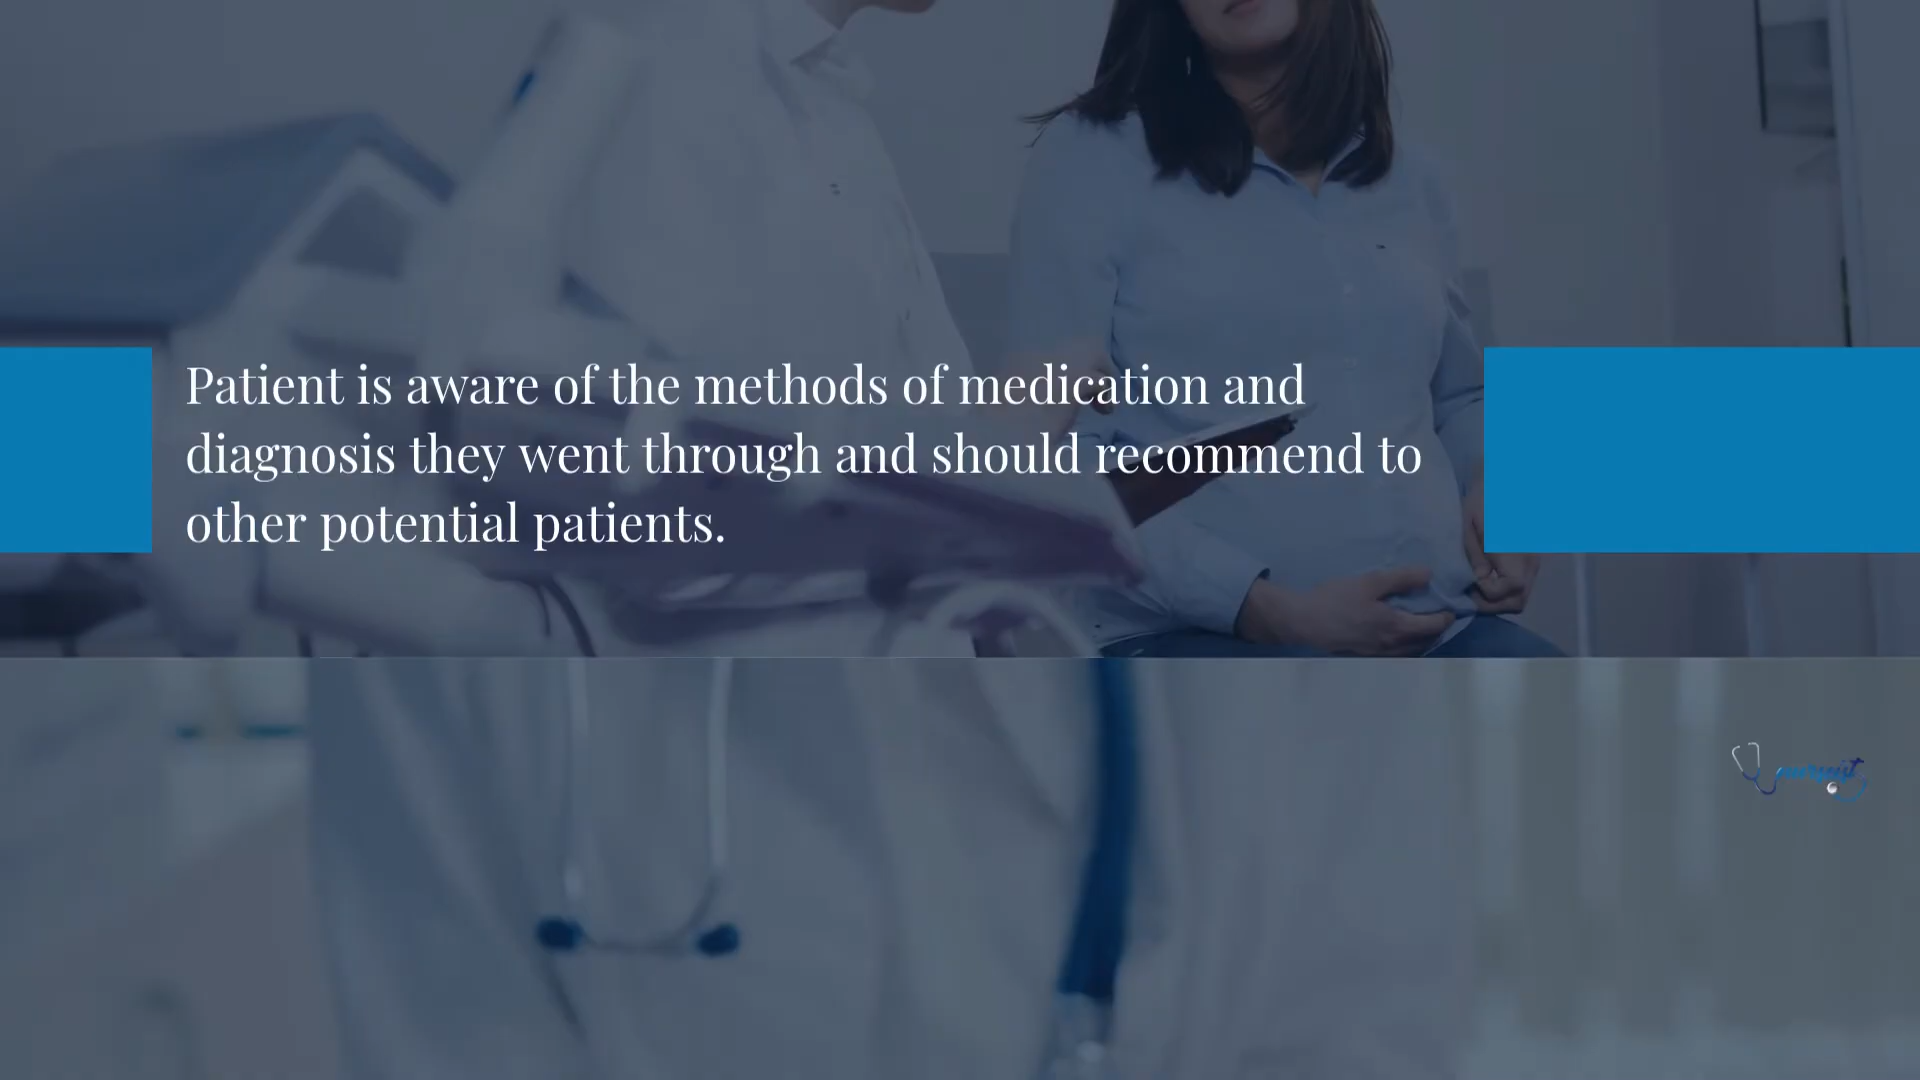 Patient is aware of the methods of medication and
diagnosis they went through and should recommend to
other potential patients.